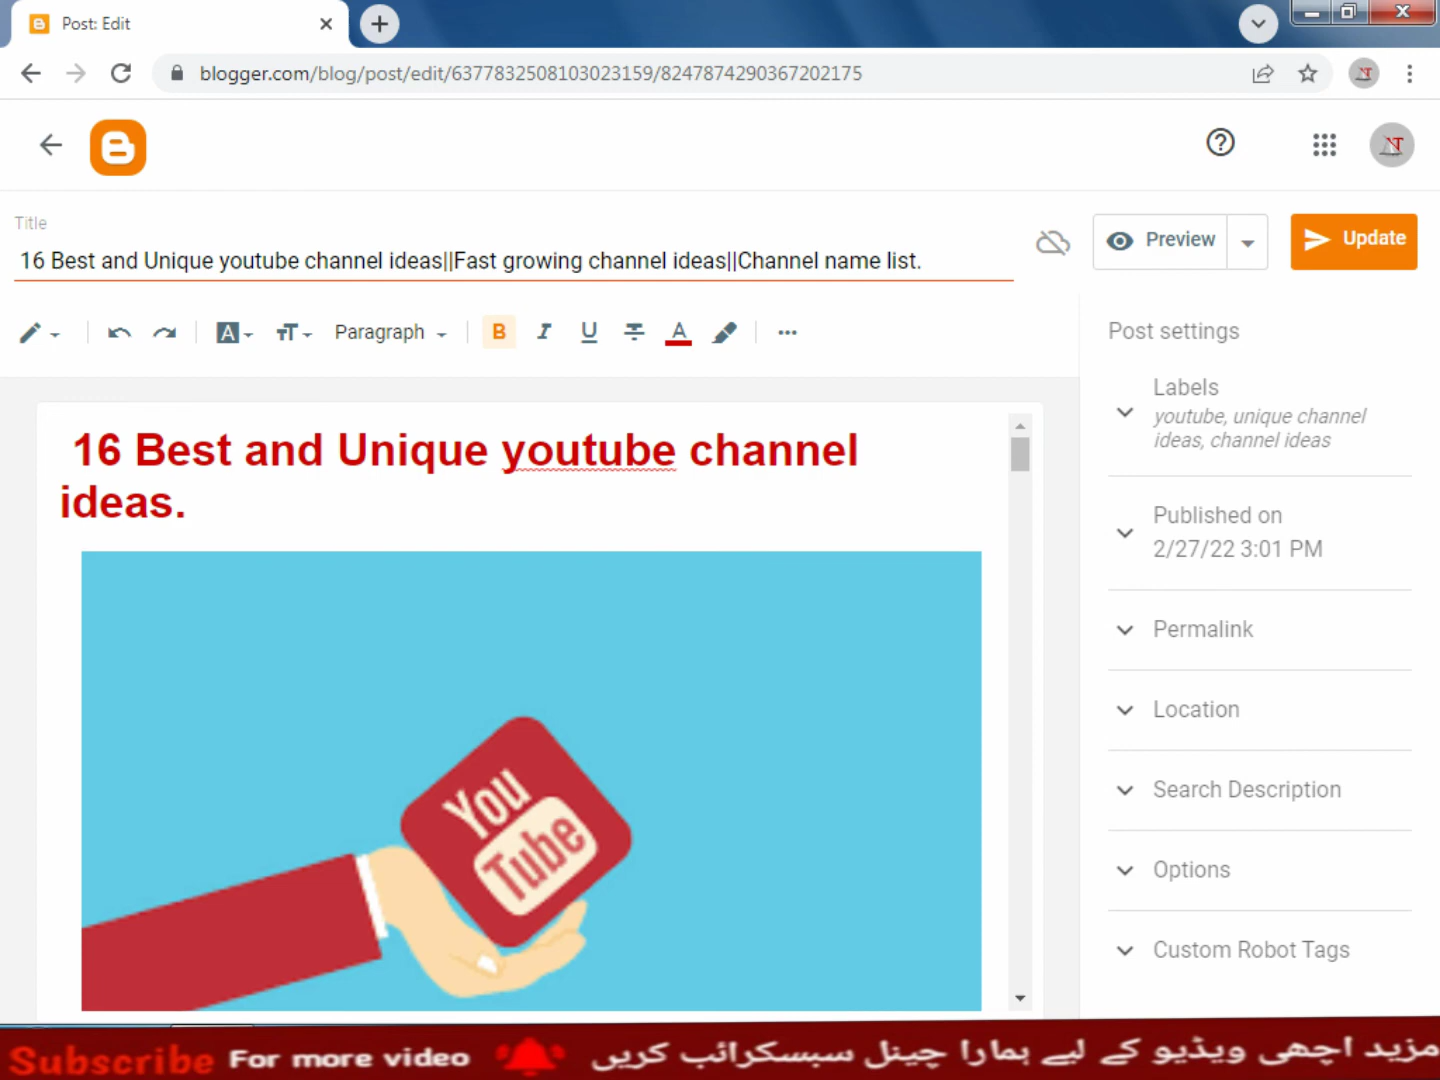 Post: Edit
blogger.com/blog/post/edit/6377832508103023159/8247874290367202175
NT
NT
Title
16 Best and Unique youtube channel ideas||Fast growing channel ideas||Channel name list.
Preview
Update
Paragraph
B I U A
Post settings
Labels
youtube, unique channel
ideas, channel ideas
Published on
2/27/22 3:01 PM
Permalink
Location
Search Description
Options
Custom Robot Tags
16 Best and Unique youtube channel
ideas.
You
Tube
Subscribe For more video مزید اچھی ویڈیو کے لیے ہمارا چینل سبسکرائب کریں